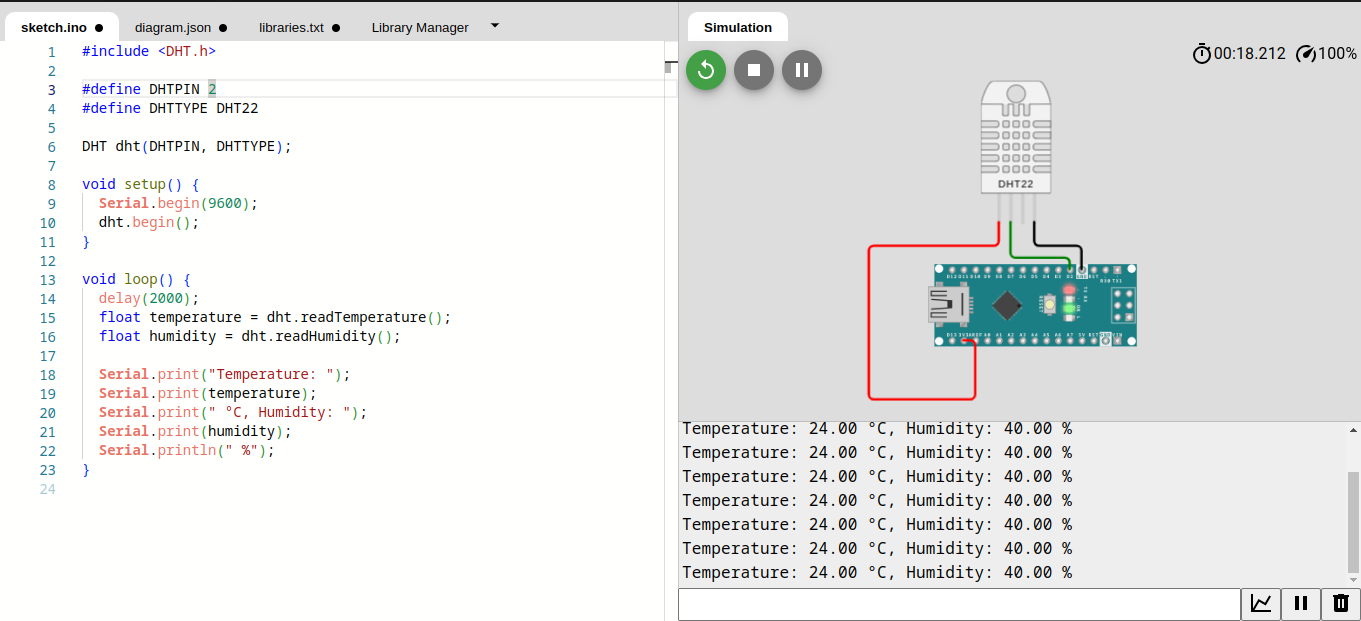 sketch.ino ● diagram.json ● libraries.txt ● Library Manager
1 #include <DHT.h>
2
3 #define DHTPIN 2
4 #define DHTTYPE DHT22
5
6 DHT dht(DHTPIN, DHTTYPE);
7
8 void setup() {
9 Serial.begin(9600);
10 dht.begin();
11 }
12
13 void loop() {
14 delay(2000);
15 float temperature = dht.readTemperature();
16 float humidity = dht.readHumidity();
17
18 Serial.print("Temperature: ");
19 Serial.print(temperature);
20 Serial.print(" °C, Humidity: ");
21 Serial.print(humidity);
22 Serial.println(" %");
23 }
24
Simulation
00:18.212 100%
DHT22
Temperature: 24.00 °C, Humidity: 40.00 %
Temperature: 24.00 °C, Humidity: 40.00 %
Temperature: 24.00 °C, Humidity: 40.00 %
Temperature: 24.00 °C, Humidity: 40.00 %
Temperature: 24.00 °C, Humidity: 40.00 %
Temperature: 24.00 °C, Humidity: 40.00 %
Temperature: 24.00 °C, Humidity: 40.00 %